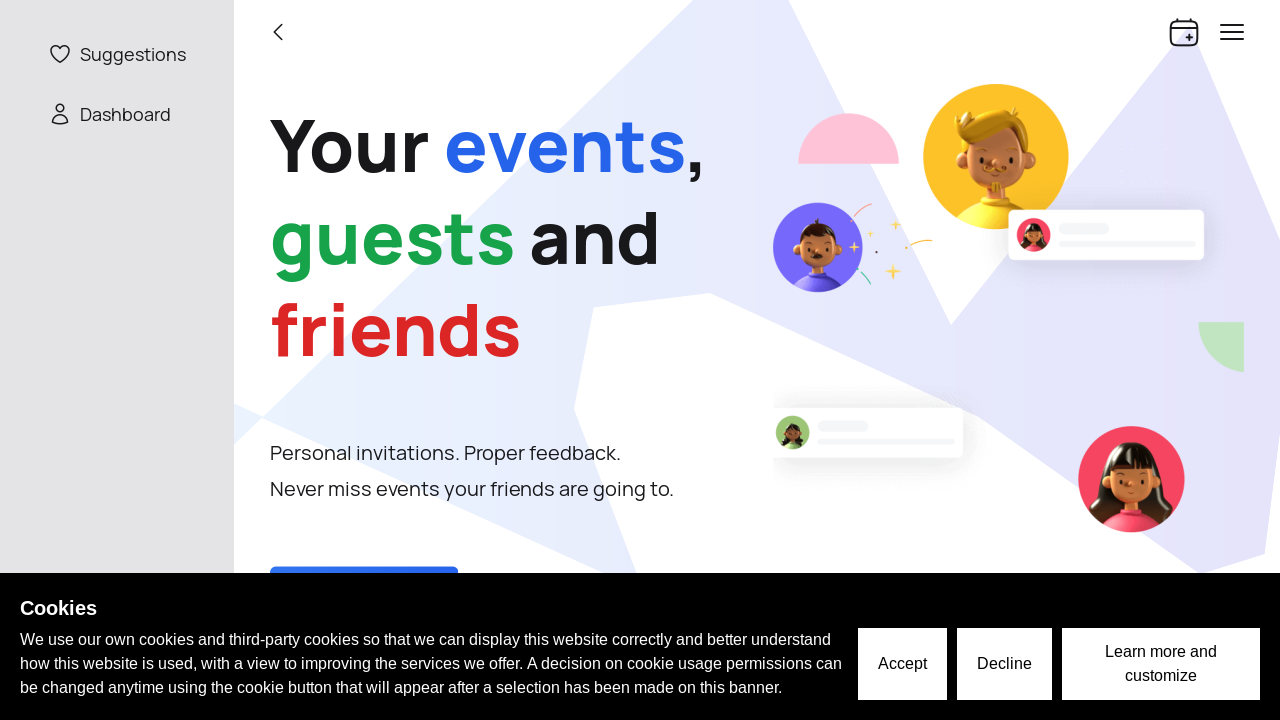 Suggestions
Dashboard
Your events,
guests and
friends
Personal invitations. Proper feedback.
Never miss events your friends are going to.
Cookies
We use our own cookies and third-party cookies so that we can display this website correctly and better understand
how this website is used, with a view to improving the services we offer. A decision on cookie usage permissions can
be changed anytime using the cookie button that will appear after a selection has been made on this banner.
Accept
Decline
Learn more and
customize